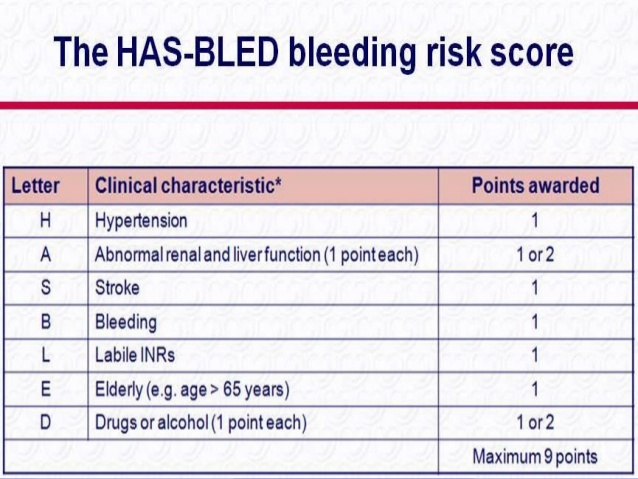 The HAS-BLED bleeding risk score
Letter Clinical characteristic* Points awarded
H Hypertension 1
A Abnormal renal and liver function (1 point each) 1 or 2
S Stroke 1
B Bleeding 1
L Labile INRs 1
E Elderly (e.g. age > 65 years) 1
D Drugs or alcohol (1 point each) 1 or 2
Maximum 9 points